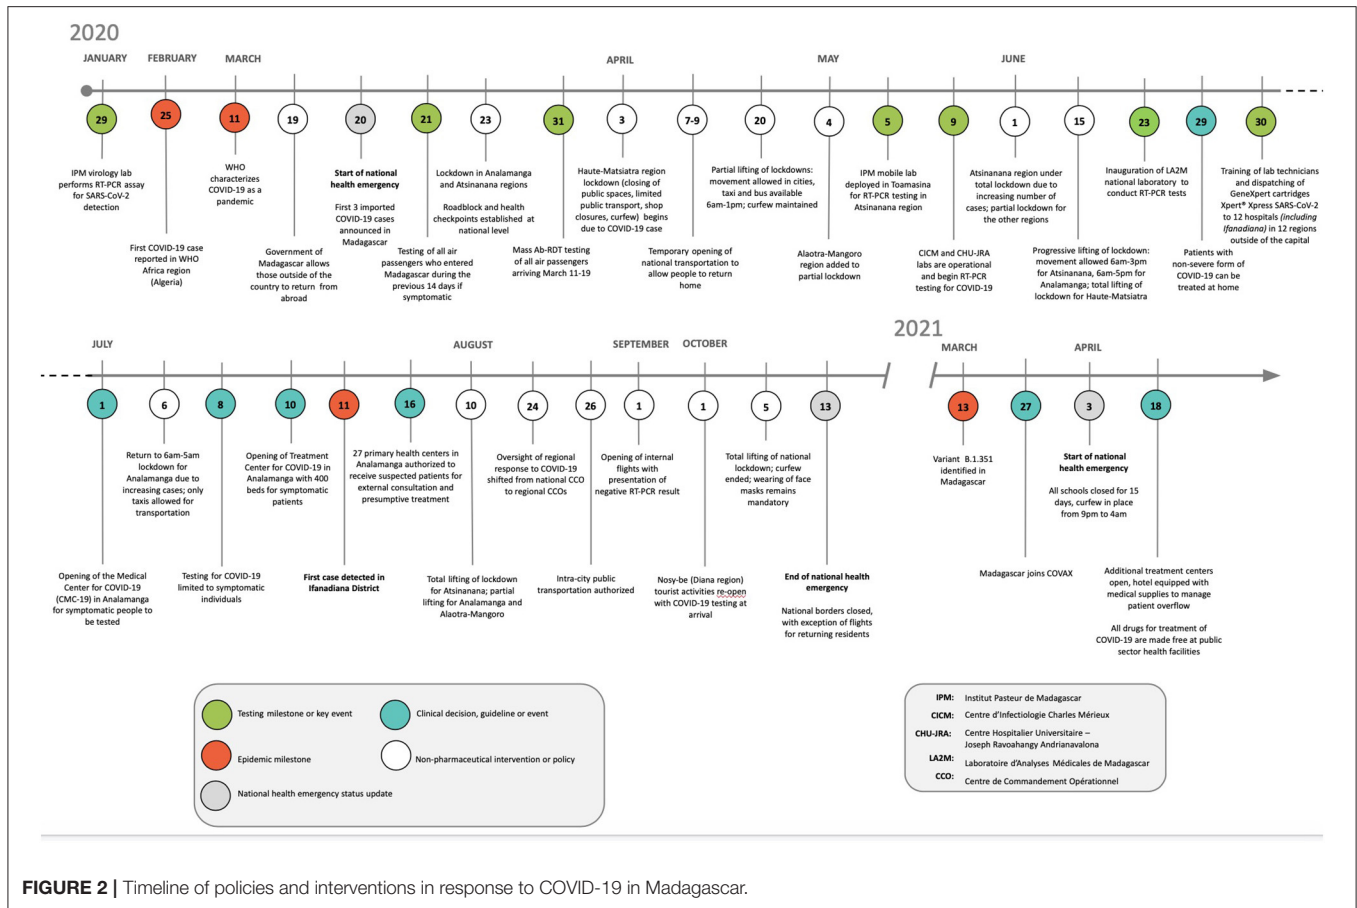 2020
JANUARY
FEBRUARY
MARCH
APRIL
MAY
JUNE
29
25
11
19
20
21
23
31
3
7-9
20
4
5
9
1
15
23
29
30
IPM virology lab
performs RT-PCR assay
for SARS-CoV-2
detection
First COVID-19 case
reported in WHO
Africa region
(Algeria)
WHO
characterizes
COVID-19 as a
pandemic
Government of
Madagascar allows
those outside of the
country to return from
abroad
Start of national
health emergency
First 3 imported
COVID-19 cases
announced in
Madagascar
Testing of all air
passengers who entered
Madagascar during the
previous 14 days if
symptomatic
Lockdown in Analamanga
and Atsinanana regions
Roadblock and health
checkpoints established at
national level
Mass Ab-RDT testing
of all air passengers
arriving March 11-19
Haute-Matsiatra region
lockdown (closing of
public spaces, limited
public transport, shop
closures, curfew) begins
due to COVID-19 case
Temporary opening of
national transportation to
allow people to return
home
Partial lifting of lockdowns:
movement allowed in cities,
taxi and bus available
6am-1pm; curfew maintained
Alaotra-Mangoro
region added to
partial lockdown
IPM mobile lab
deployed in Toamasina
for RT-PCR testing in
Atsinanana region
CICM and CHU-JRA
labs are operational
and begin RT-PCR
testing for COVID-19
Atsinanana region under
total lockdown due to
increasing number of
cases; partial lockdown for
the other regions
Progressive lifting of lockdown:
movement allowed 6am-3pm
for Atsinanana, 6am-5pm for
Analamanga; total lifting of
lockdown for Haute-Matsiatra
Inauguration of LA2M
national laboratory to
conduct RT-PCR tests
Patients with
non-severe form of
COVID-19 can be
treated at home
Training of lab technicians
and dispatching of
GeneXpert cartridges
Xpert® Xpress SARS-CoV-2
to 12 hospitals (including
Ifanadiana) in 12 regions
outside of the capital
2021
JULY
AUGUST
SEPTEMBER
OCTOBER
MARCH
APRIL
1
6
8
10
11
16
10
24
26
1
1
5
13
13
27
3
18
Opening of the Medical
Center for COVID-19
(CMC-19) in Analamanga
for symptomatic people to
be tested
Return to 6am-5am
lockdown for
Analamanga due to
increasing cases; only
taxis allowed for
transportation
Testing for COVID-19
limited to symptomatic
individuals
Opening of Treatment
Center for COVID-19 in
Analamanga with 400
beds for symptomatic
patients
First case detected in
Ifanadiana District
27 primary health centers in
Analamanga authorized to
receive suspected patients for
external consultation and
presumptive treatment
Total lifting of lockdown
for Atsinanana; partial
lifting for Analamanga and
Alaotra-Mangoro
Oversight of regional
response to COVID-19
shifted from national CCO
to regional CCOs
Intra-city public
transportation authorized
Opening of internal
flights with
presentation of
negative RT-PCR result
Nosy-be (Diana region)
tourist activities re-open
with COVID-19 testing at
arrival
Total lifting of national
lockdown; curfew
ended; wearing of face
masks remains
mandatory
End of national health
emergency
National borders closed,
with exception of flights
for returning residents
Variant B.1.351
identified in
Madagascar
Madagascar joins COVAX
Start of national
health emergency
All schools closed for 15
days, curfew in place
from 9pm to 4am
Additional treatment centers
open, hotel equipped with
medical supplies to manage
patient overflow
All drugs for treatment of
COVID-19 are made free at public
sector health facilities
Testing milestone or key event
Clinical decision, guideline or event
Epidemic milestone
Non-pharmaceutical intervention or policy
National health emergency status update
IPM: Institut Pasteur de Madagascar
CICM: Centre d'Infectiologie Charles Mérieux
CHU-JRA: Centre Hospitalier Universitaire –
Joseph Ravoahangy Andrianavalona
LA2M: Laboratoire d'Analyses Médicales de Madagascar
CCO: Centre de Commandement Opérationnel
FIGURE 2 | Timeline of policies and interventions in response to COVID-19 in Madagascar.